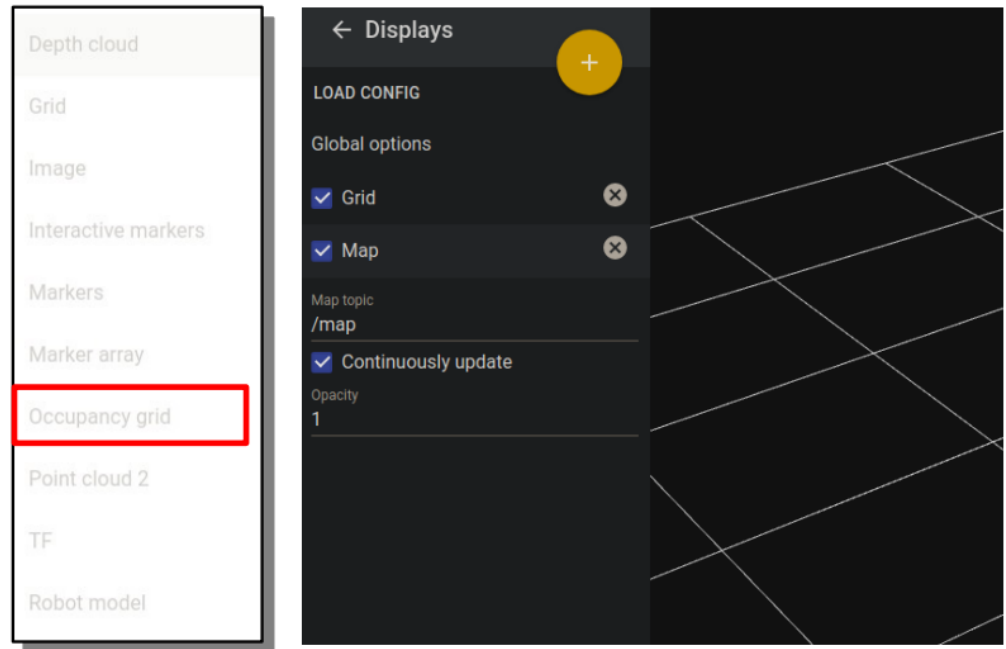 Depth cloud
Grid
Image
Interactive markers
Markers
Marker array
Occupancy grid
Point cloud 2
TF
Robot model
← Displays
+
LOAD CONFIG
Global options
Grid
Map
Map topic
/map
Continuously update
Opacity
1